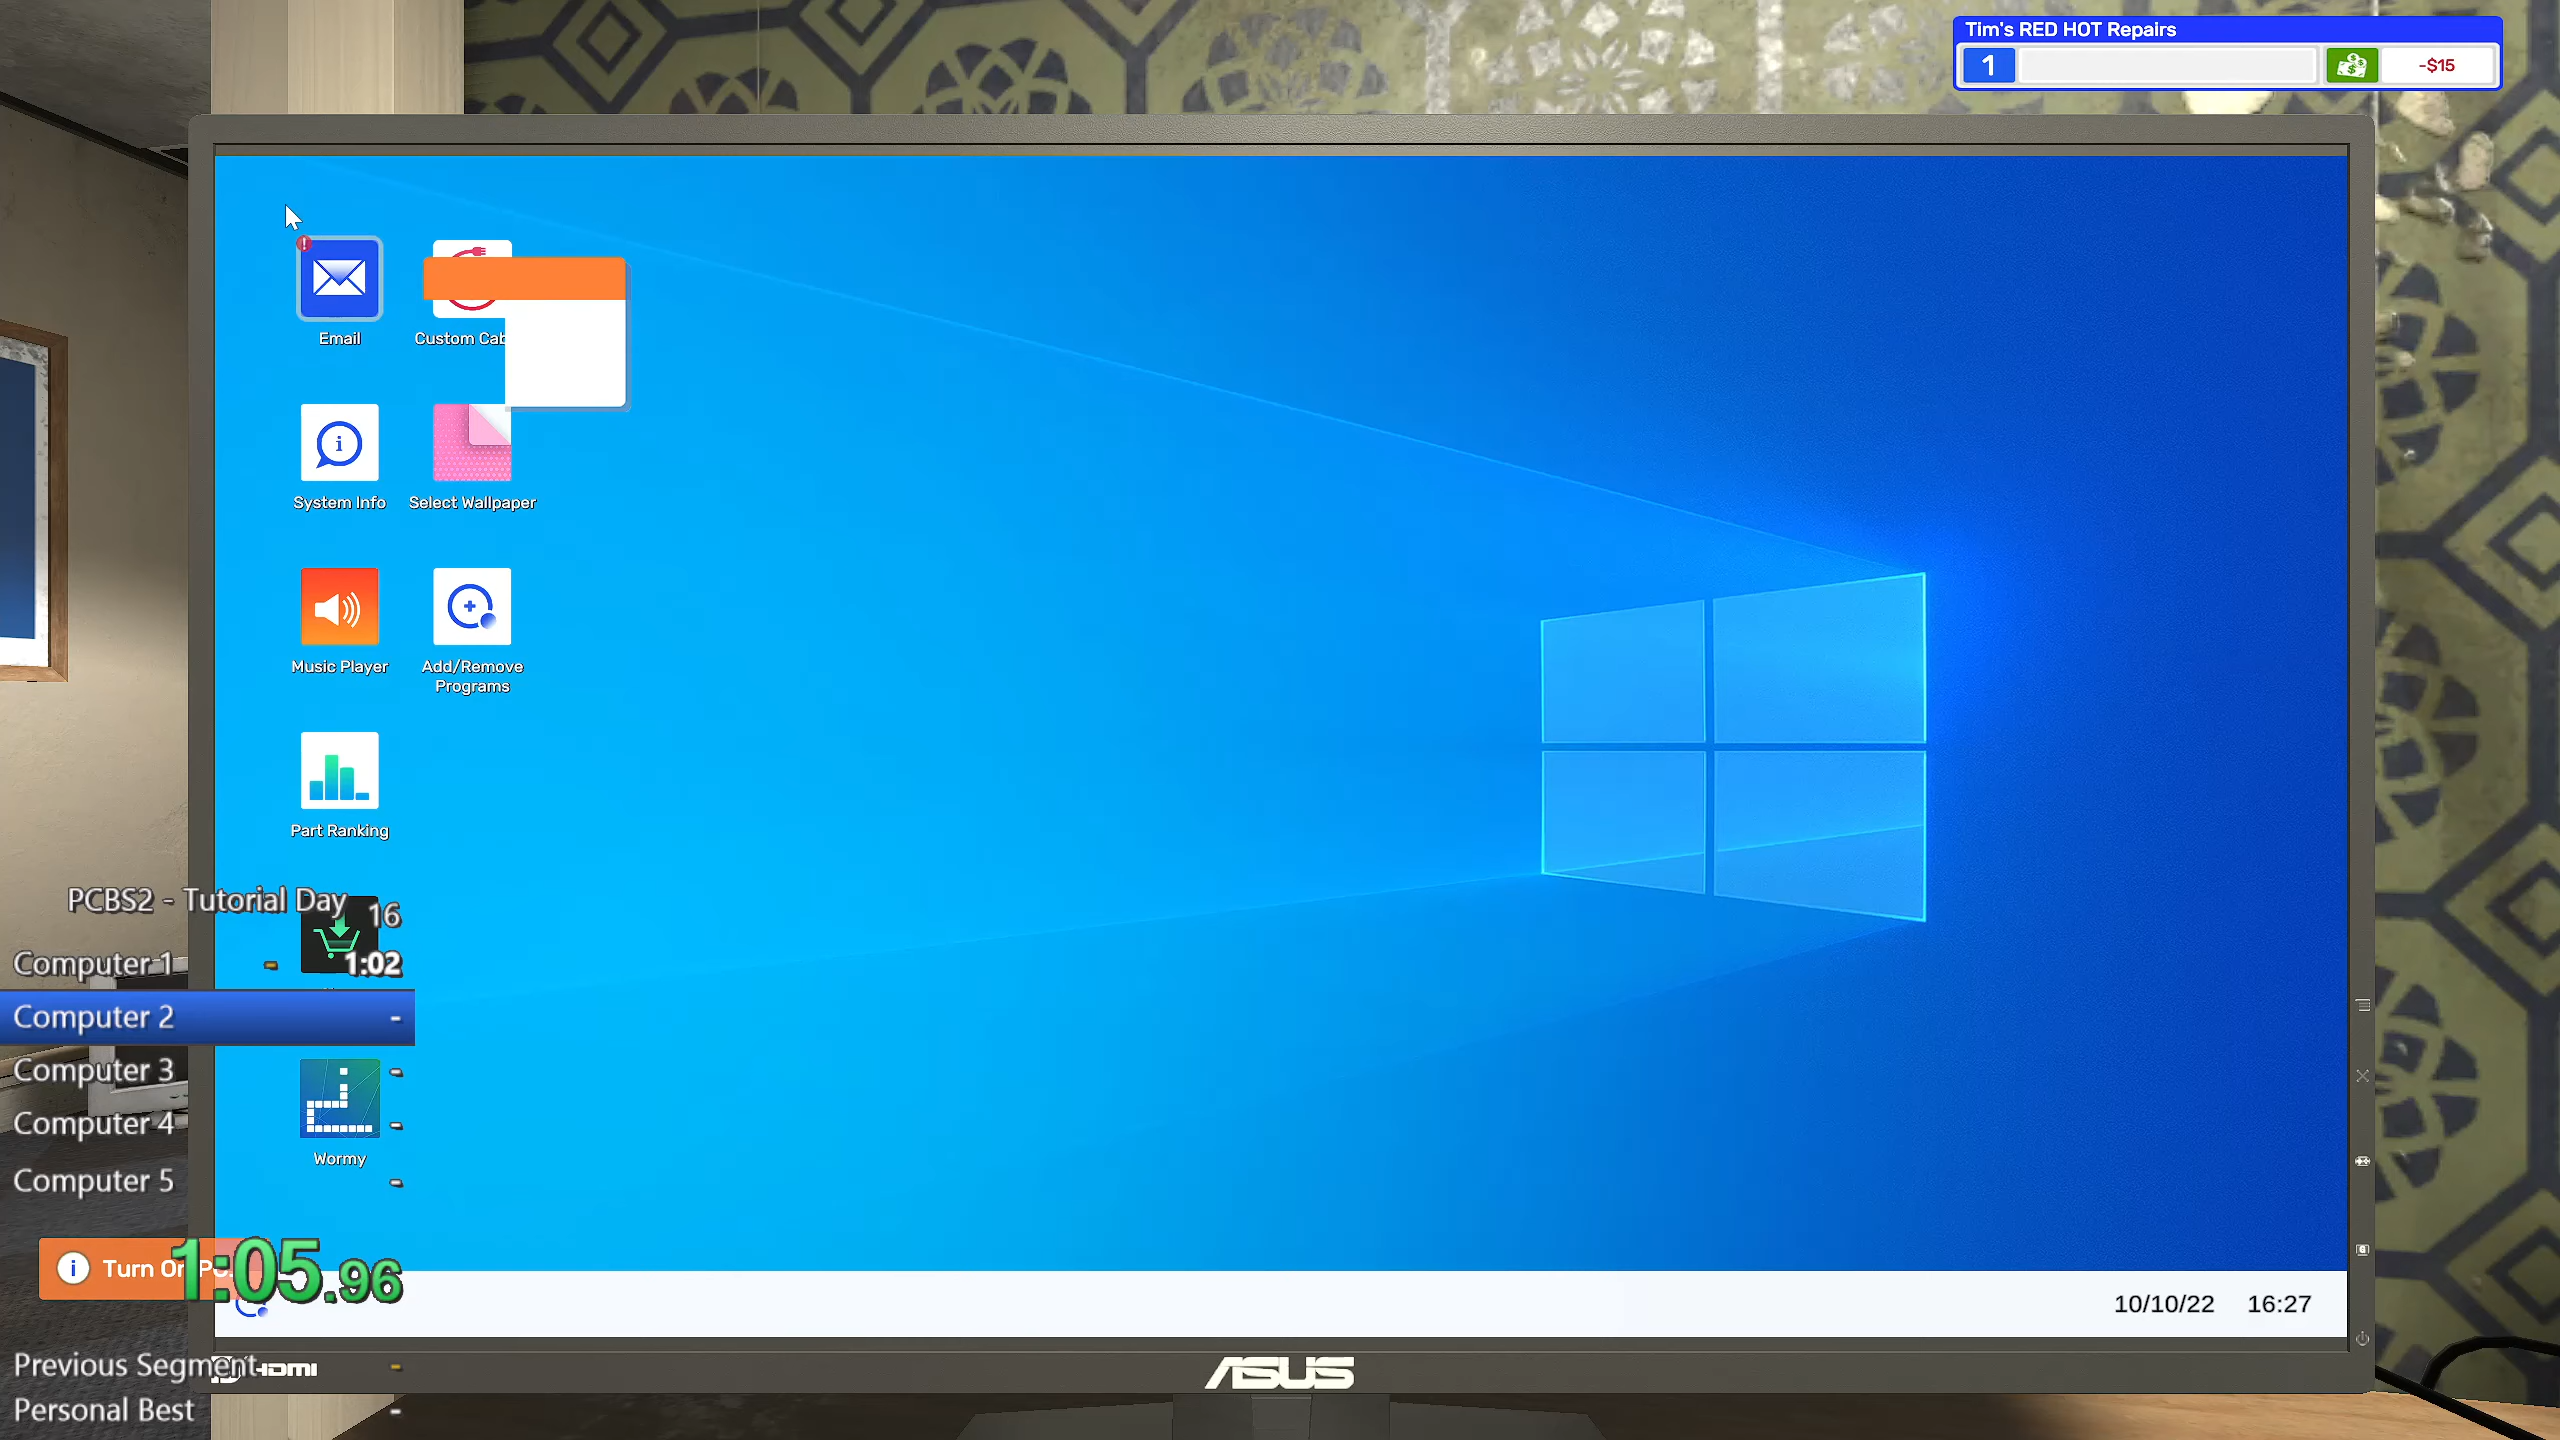 Tim's RED HOT Repairs
1
-$15
Email
Custom Cab
System Info
Select Wallpaper
Music Player
Add/Remove
Programs
Part Ranking
PCBS2 - Tutorial Day
16
Computer 1 - 1:02
Computer 2 -
Computer 3 -
Computer 4 -
Wormy
Computer 5 -
Turn On
1:05.96
10/10/22 16:27
Previous Segment -
HDMI
ASUS
Personal Best -